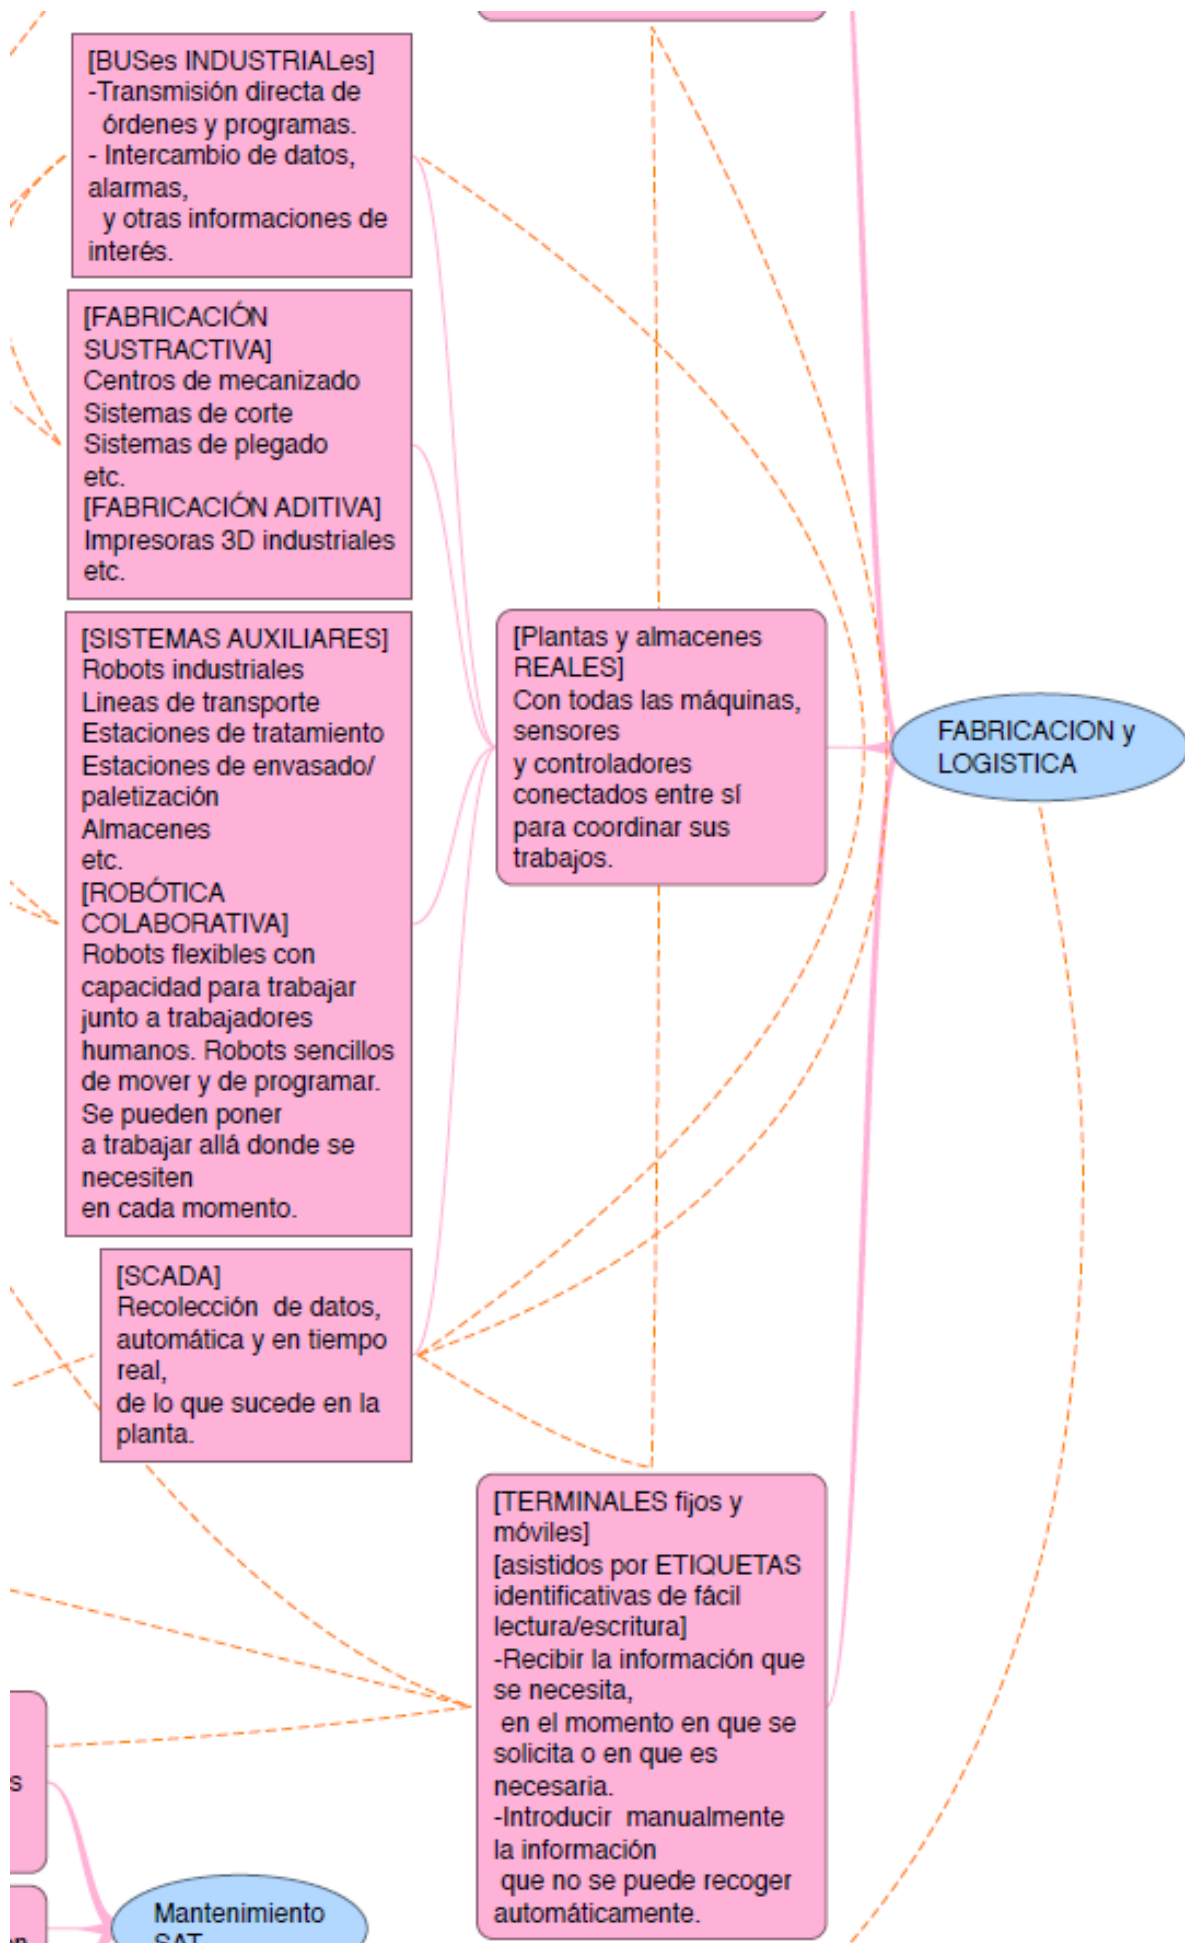 [BUSes INDUSTRIALes]
-Transmisión directa de
órdenes y programas.
- Intercambio de datos,
alarmas,
y otras informaciones de
interés.
[FABRICACIÓN
SUSTRACTIVA]
Centros de mecanizado
Sistemas de corte
Sistemas de plegado
etc.
[FABRICACIÓN ADITIVA]
Impresoras 3D industriales
etc.
[SISTEMAS AUXILIARES]
Robots industriales
Lineas de transporte
Estaciones de tratamiento
Estaciones de envasado/
paletización
Almacenes
etc.
[ROBÓTICA
COLABORATIVA]
Robots flexibles con
capacidad para trabajar
junto a trabajadores
humanos. Robots sencillos
de mover y de programar.
Se pueden poner
a trabajar allá donde se
necesiten
en cada momento.
[SCADA]
Recolección  de datos,
automática y en tiempo
real,
de lo que sucede en la
planta.
[Plantas y almacenes
REALES]
Con todas las máquinas,
sensores
y controladores
conectados entre sí
para coordinar sus
trabajos.
FABRICACION y
LOGISTICA
[TERMINALES fijos y
móviles]
[asistidos por ETIQUETAS
identificativas de fácil
lectura/escritura]
-Recibir la información que
se necesita,
en el momento en que se
solicita o en que es
necesaria.
-Introducir  manualmente
la información
que no se puede recoger
automáticamente.
Mantenimiento
SAT